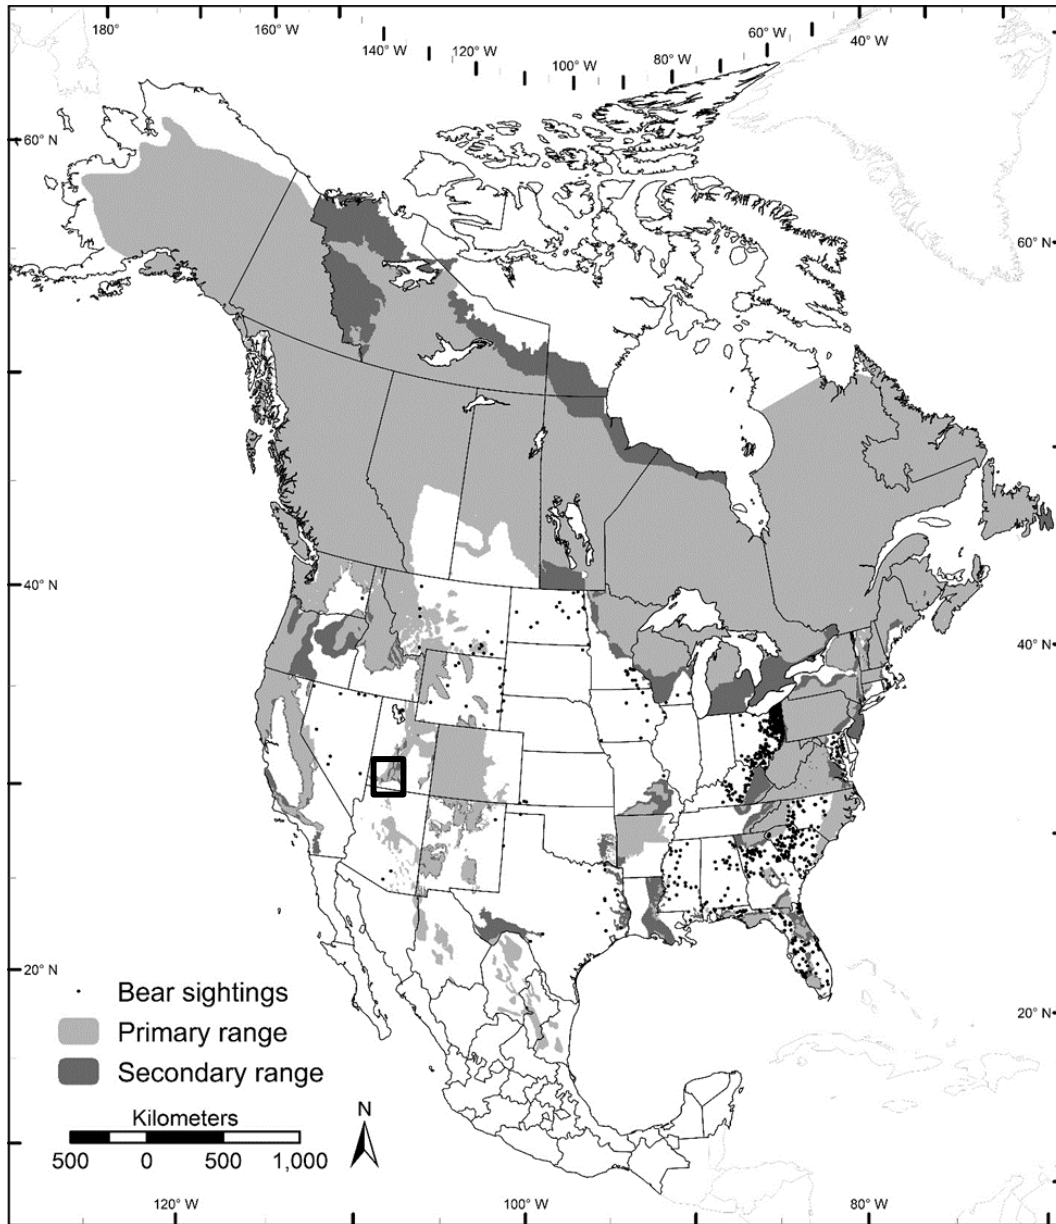 180°
160° W
140° W
120° W
100° W
80° W
60° W
40° W
60° N
60° N
40° N
40° N
20° N
20° N
Bear sightings
Primary range
Secondary range
Kilometers
500 0 500 1,000
N
120° W
100° W
80° W